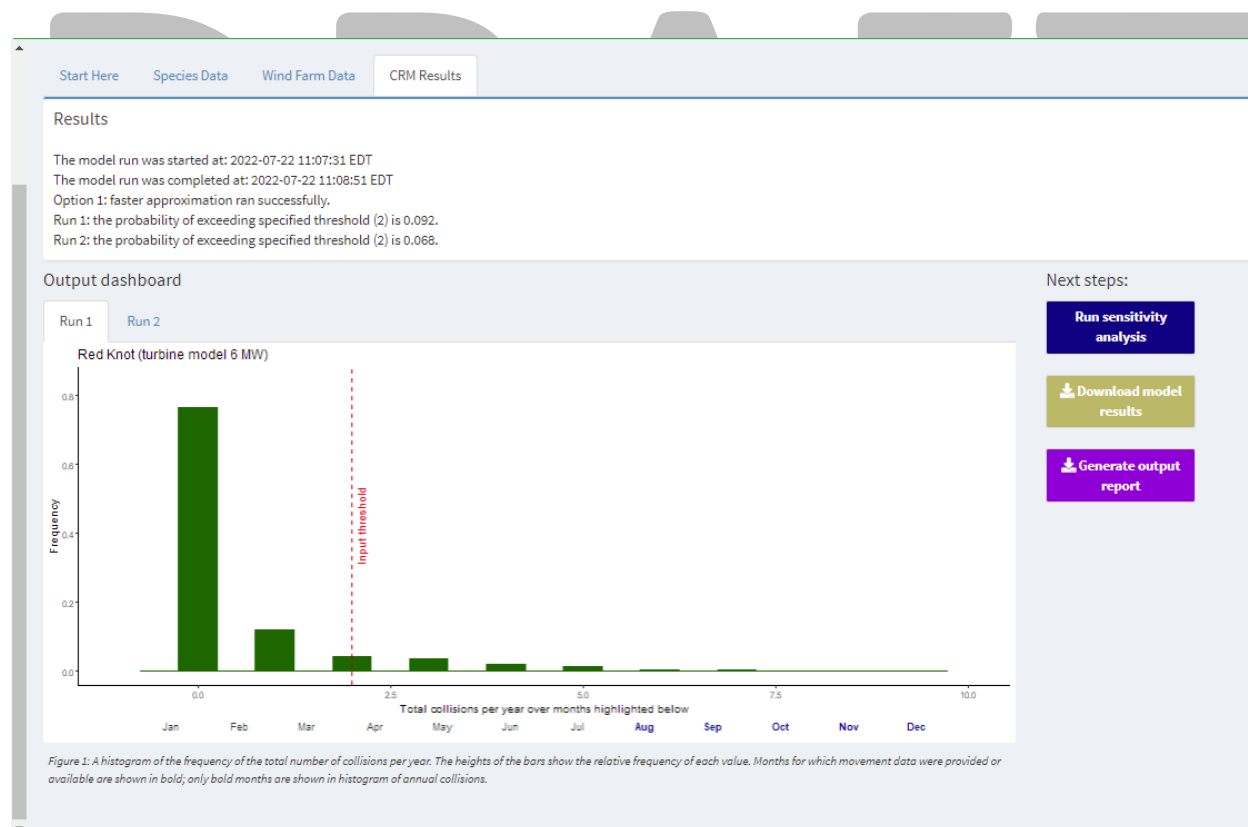 Start Here Species Data Wind Farm Data CRM Results
Results
The model run was started at: 2022-07-22 11:07:31 EDT
The model run was completed at: 2022-07-22 11:08:51 EDT
Option 1: faster approximation ran successfully.
Run 1: the probability of exceeding specified threshold (2) is 0.092.
Run 2: the probability of exceeding specified threshold (2) is 0.068.
Output dashboard
Run 1 Run 2
Red Knot (turbine model 6 MW)
0.8
0.6
0.4
0.2
0.0
Frequency
Input threshold
0.0 2.5 5.0 7.5 10.0
Total collisions per year over months highlighted below
Jan Feb Mar Apr May Jun Jul Aug Sep Oct Nov Dec
Figure 1: A histogram of the frequency of the total number of collisions per year. The heights of the bars show the relative frequency of each value. Months for which movement data were provided or
available are shown in bold; only bold months are shown in histogram of annual collisions.
Next steps:
Run sensitivity
analysis
Download model
results
Generate output
report